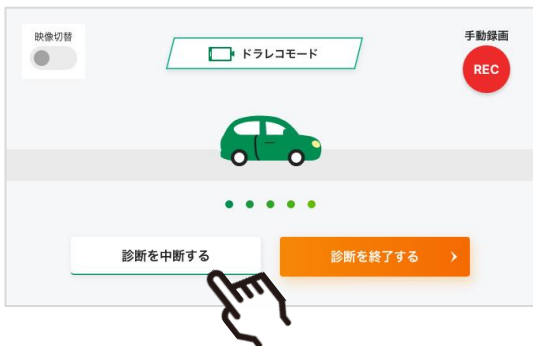 映像切替
ドラレコモード
手動録画
REC
診断を中断する
診断を終了する